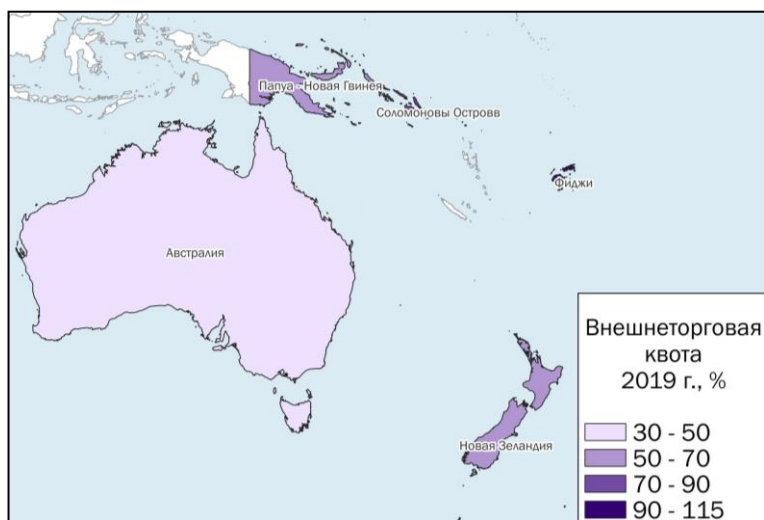 Папуа - Новая Гвинея
Соломоновы Островв
Фиджи
Австралия
Новая Зеландия
Внешнеторговая
квота
2019 г., %
30 - 50
50 - 70
70 - 90
90 - 115